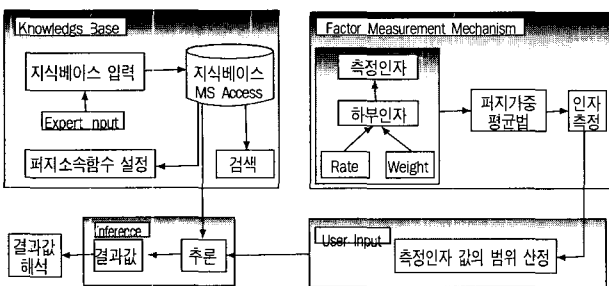 Knowledgs Base
지식베이스 입력
지식베이스
MS Access
Expert Input
퍼지소속함수 설정
검색
Factor Measurement Mechanism
측정인자
하부인자
Rate
Weight
퍼지가중
평균법
인자
측정
결과값
해석
Inference
결과값
추론
User Input
측정인자 값의 범위 산정